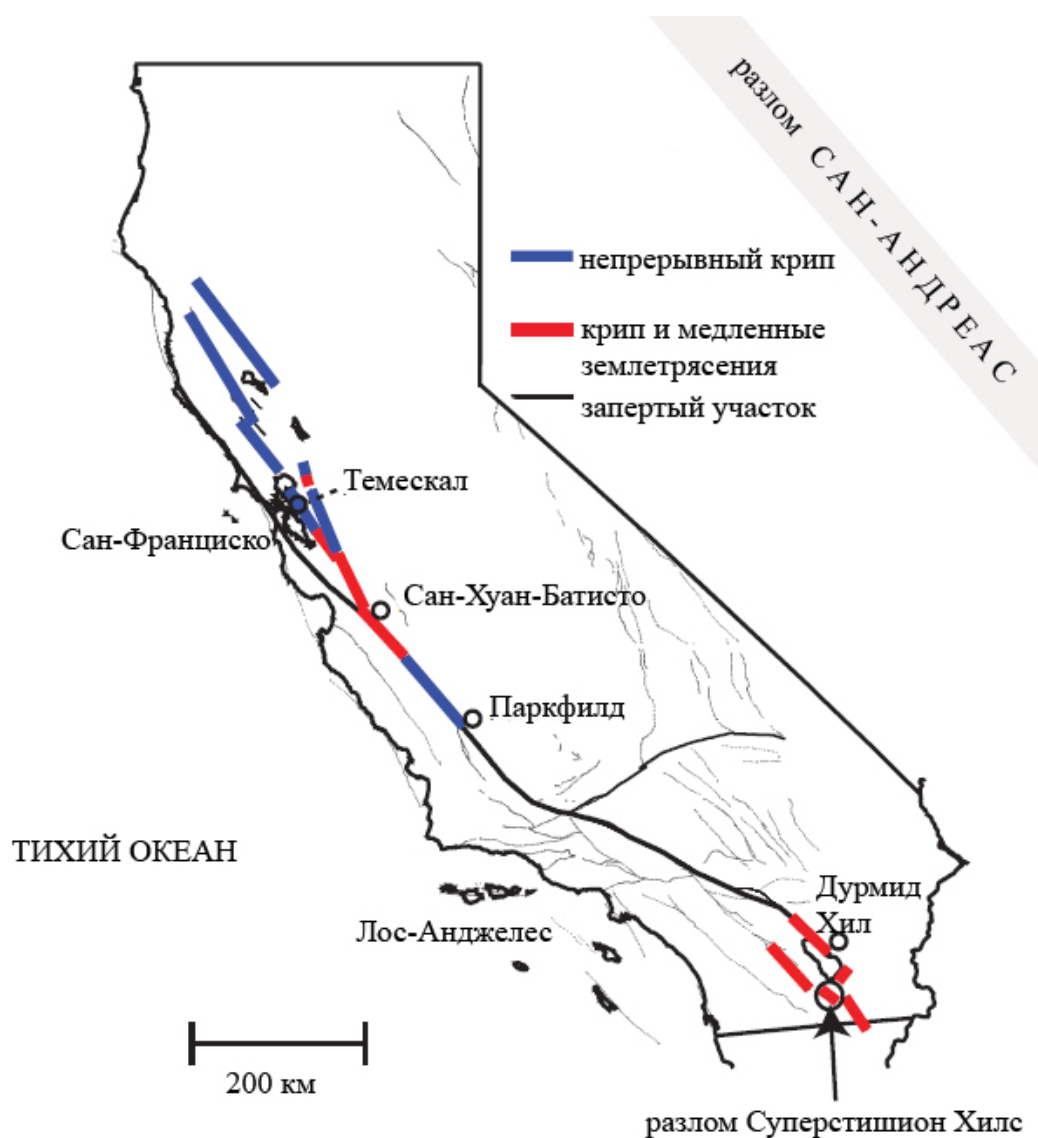 разлом САН-АНДРЕАС
непрерывный крип
крип и медленные
землетрясения
запертый участок
Темескал
Сан-Франциско
Сан-Хуан-Батисто
Паркфилд
ТИХИЙ ОКЕАН
Дурмид
Хил
Лос-Анджелес
200 км
разлом Суперстишион Хилс